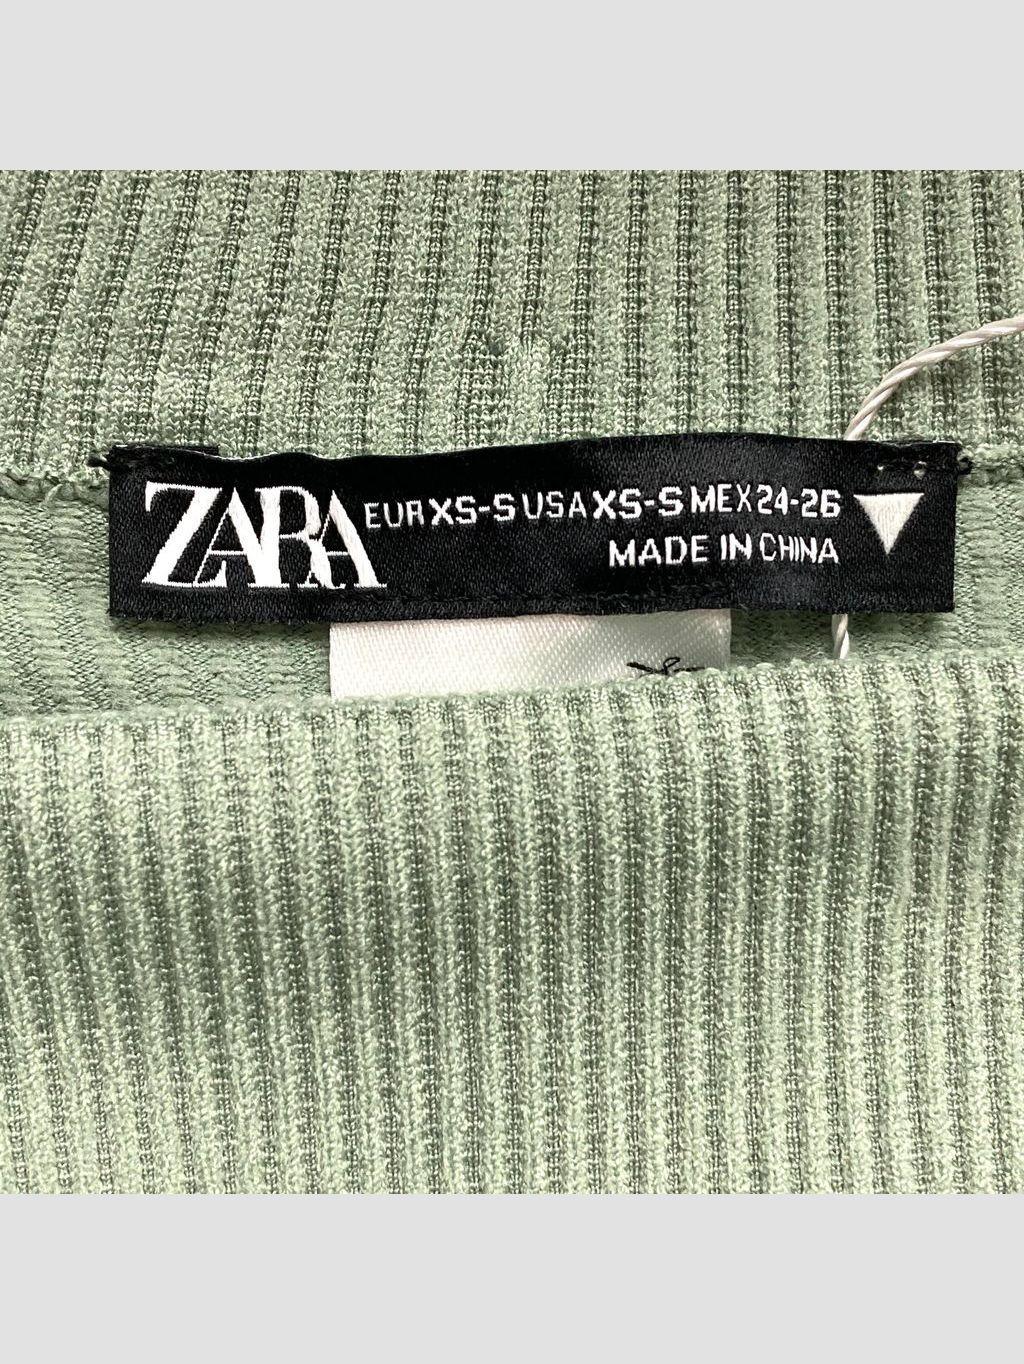 ZARA EUR XS-S USA XS-S MEX 24-26
MADE IN CHINA